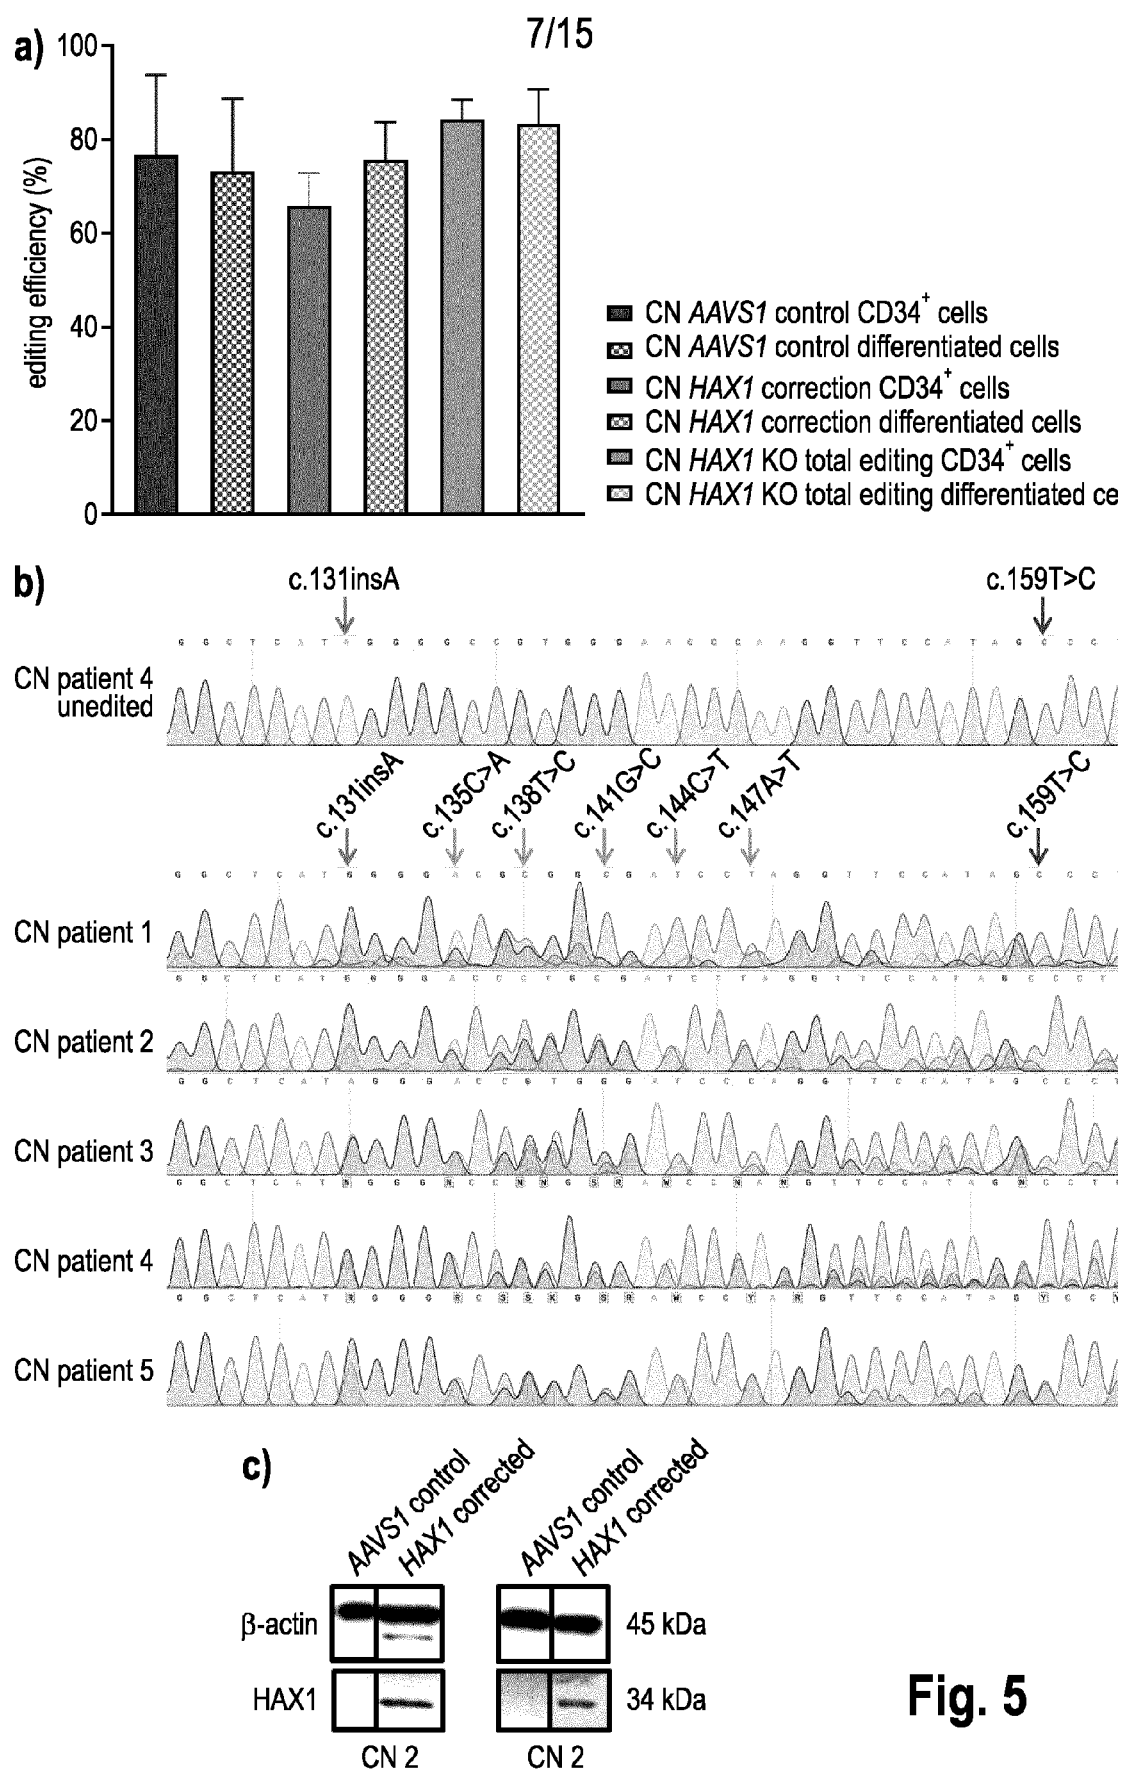 7/15
a)
100
80
60
40
20
0
editing efficiency (%)
CN AAVS1 control CD34+ cells
CN AAVS1 control differentiated cells
CN HAX1 correction CD34+ cells
CN HAX1 correction differentiated cells
CN HAX1 KO total editing CD34+ cells
CN HAX1 KO total editing differentiated ce
b)
c.131insA
c.159T>C
CN patient 4
unedited
c.131insA
c.135C>A
c.138T>C
c.141G>C
c.144C>T
c.147A>T
c.159T>C
CN patient 1
CN patient 2
CN patient 3
CN patient 4
CN patient 5
c)
AAVS1 control
HAX1 corrected
AAVS1 control
HAX1 corrected
β-actin
45 kDa
HAX1
34 kDa
CN 2
CN 2
Fig. 5